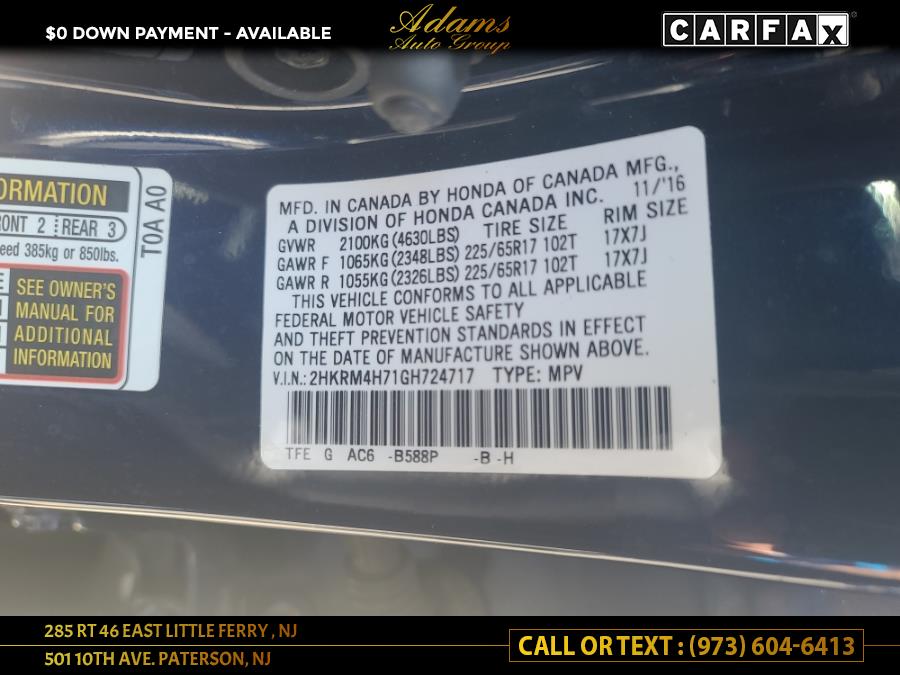 $0 DOWN PAYMENT - AVAILABLE
Adams
Auto Group
CARFAX
ORMATION
RONT 2 REAR 3
eed 385kg or 850lbs.
SEE OWNER'S
MANUAL FOR
ADDITIONAL
INFORMATION
T0A A0
MFD. IN CANADA BY HONDA OF CANADA MFG.,
A DIVISION OF HONDA CANADA INC. 11/'16
GVWR 2100KG (4630LBS) TIRE SIZE RIM SIZE
GAWR F 1065KG (2348LBS) 225/65R17 102T 17X7J
GAWR R 1055KG (2326LBS) 225/65R17 102T 17X7J
THIS VEHICLE CONFORMS TO ALL APPLICABLE
FEDERAL MOTOR VEHICLE SAFETY
AND THEFT PREVENTION STANDARDS IN EFFECT
ON THE DATE OF MANUFACTURE SHOWN ABOVE.
V.I.N.: 2HKRM4H71GH724717 TYPE: MPV
TFE G AC6 -B588P -B -H
285 RT 46 EAST LITTLE FERRY , NJ
501 10TH AVE. PATERSON, NJ
CALL OR TEXT : (973) 604-6413